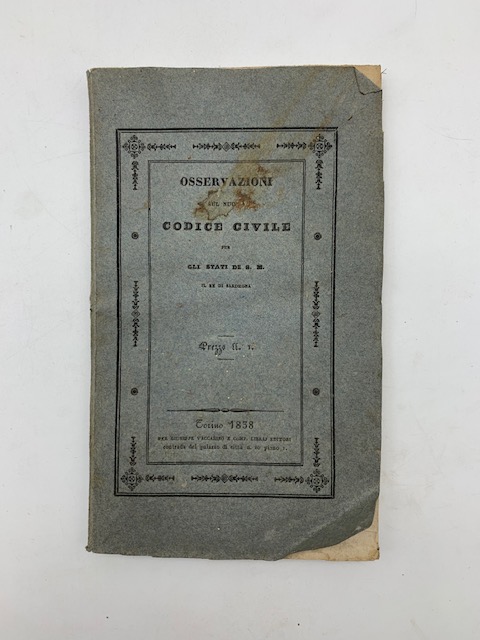 OSSERVAZIONI
SUL NUOVO
CODICE CIVILE
PER
GLI STATI DI S. M.
IL RE DI SARDEGNA
Prezzo ll. 1.
Torino 1838
PER GIUSEPPE VACCARINO E COMP. LIBRAI EDITORI
contrada del palazzo di città n. 10 piano 1.